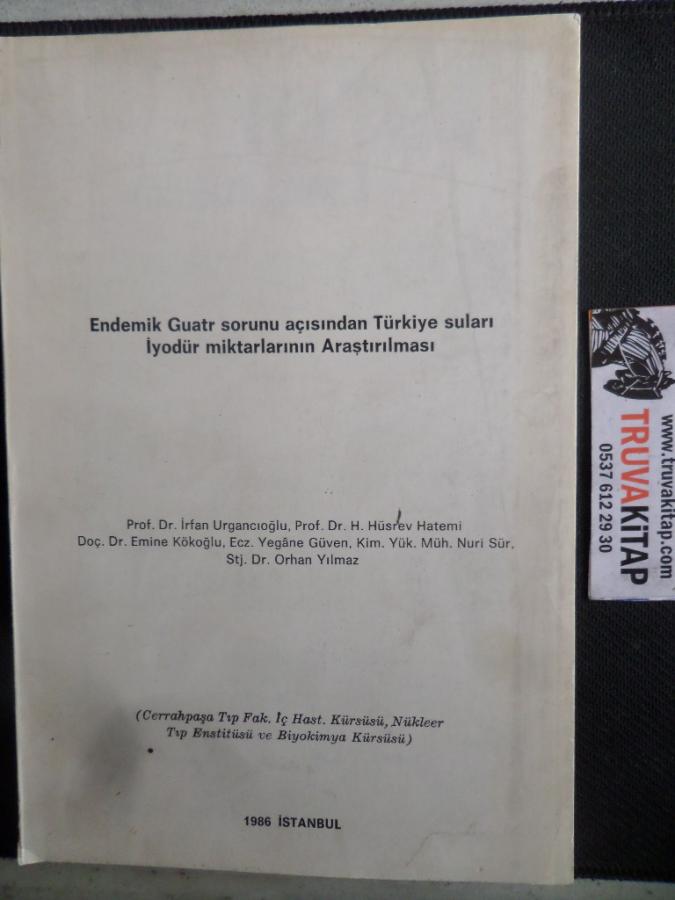 Endemik Guatr sorunu açısından Türkiye suları
İyodür miktarlarının Araştırılması
Prof. Dr. İrfan Urgancıoğlu, Prof. Dr. H. Hüsrev Hatemi
Doç. Dr. Emine Kökoğlu, Ecz. Yegâne Güven, Kim. Yük. Müh. Nuri Sür,
Stj. Dr. Orhan Yılmaz
(Cerrahpaşa Tıp Fak. İç Hast. Kürsüsü, Nükleer
Tıp Enstitüsü ve Biyokimya Kürsüsü)
1986 İSTANBUL
www.truvakitap.com
TRUVAKİTAP
0537 612 29 30